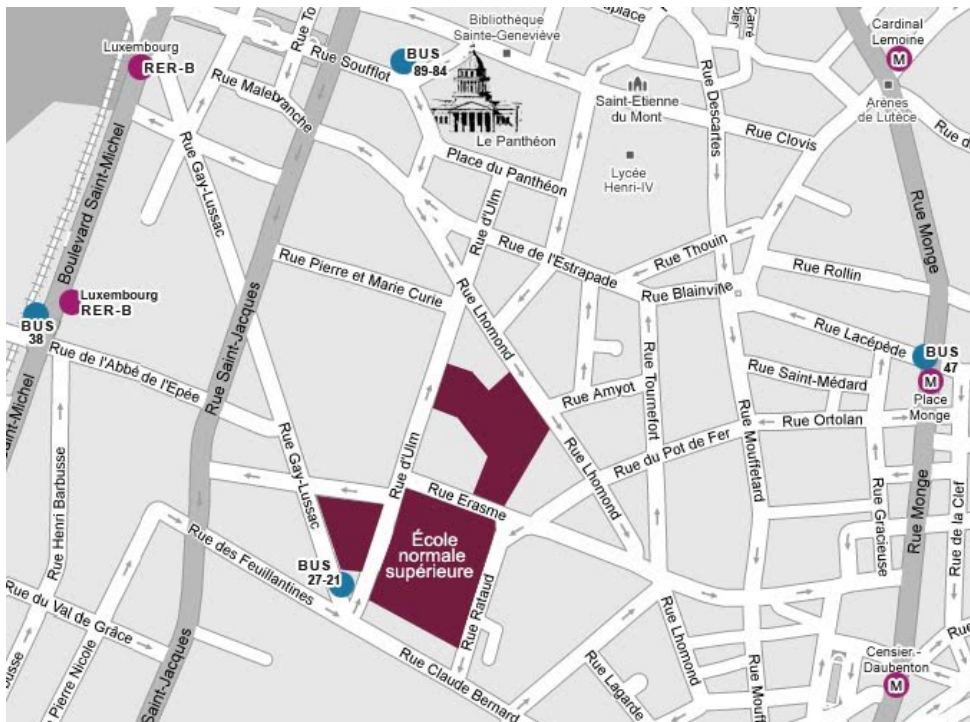 Bibliothèque
Sainte-Geneviève
Cardinal
Lemoine
M
Luxembourg
RER-B
Rue Soufflot
BUS
89-84
Rue Malebranche
Saint-Etienne
du Mont
Rue Descartes
Arènes
de Lutèce
Rue Clovis
Le Panthéon
Lycée
Henri-IV
Place du Panthéon
Rue Gay-Lussac
Boulevard Saint-Michel
Rue d'Ulm
Rue de l'Estrapade
Rue Thouin
Rue Monge
Rue Rollin
Rue Pierre et Marie Curie
Rue Saint-Jacques
Rue Lhomond
Rue Blainville
Luxembourg
RER-B
BUS
38
Rue Lacépède
BUS
47
M
Place
Monge
Rue de l'Abbé de l'Epée
Rue Saint-Médard
Rue Amyot
Rue Tournefort
Rue Mouffetard
Rue Ortolan
Rue du Pot de Fer
Rue Gay-Lussac
Rue d'Ulm
Rue Lhomond
Rue Erasme
Rue Henri Barbusse
Rue Gracieuse
Rue Monge
Rue de la Clef
École
normale
supérieure
Rue des Feuillantines
BUS
27-21
Rue Rataud
Rue du Val de Grâce
Rue Claude Bernard
Rue Lhomond
Rue Lagarde
Censier-
Daubenton
M
Pierre Nicole
Saint-Jacques